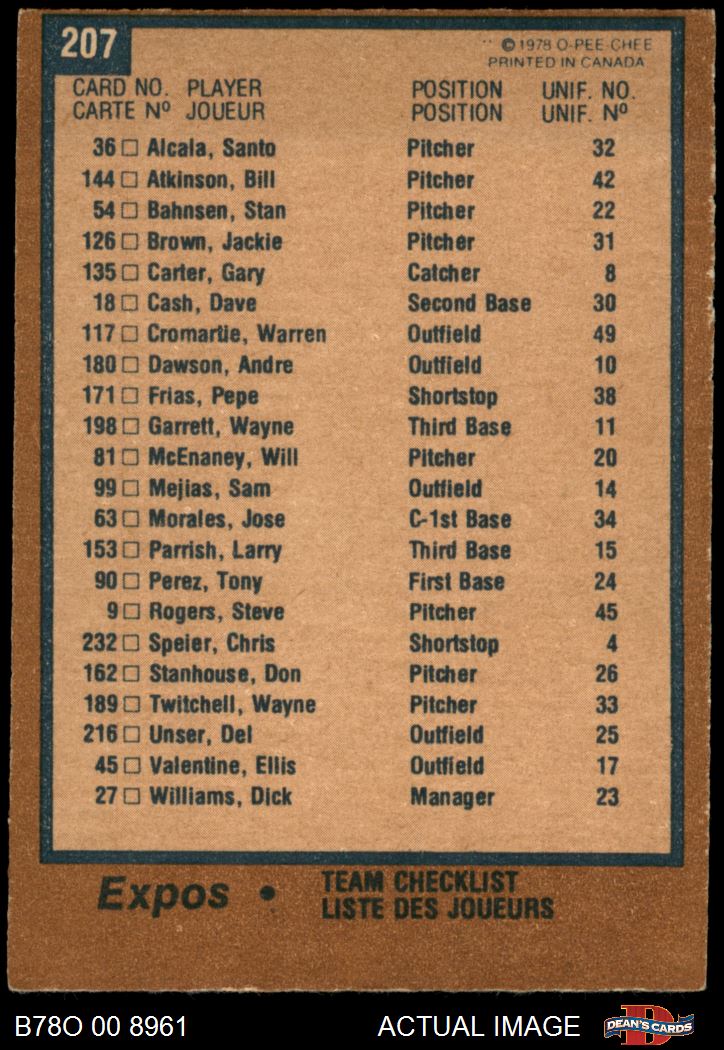 207
© 1978 O-PEE-CHEE
PRINTED IN CANADA
CARD NO. PLAYER POSITION UNIF. NO.
CARTE Nº JOUEUR POSITION UNIF. Nº
36 □ Alcala, Santo Pitcher 32
144 □ Atkinson, Bill Pitcher 42
54 □ Bahnsen, Stan Pitcher 22
126 □ Brown, Jackie Pitcher 31
135 □ Carter, Gary Catcher 8
18 □ Cash, Dave Second Base 30
117 □ Cromartie, Warren Outfield 49
180 □ Dawson, Andre Outfield 10
171 □ Frias, Pepe Shortstop 38
198 □ Garrett, Wayne Third Base 11
81 □ McEnaney, Will Pitcher 20
99 □ Mejias, Sam Outfield 14
63 □ Morales, Jose C-1st Base 34
153 □ Parrish, Larry Third Base 15
90 □ Perez, Tony First Base 24
9 □ Rogers, Steve Pitcher 45
232 □ Speier, Chris Shortstop 4
162 □ Stanhouse, Don Pitcher 26
189 □ Twitchell, Wayne Pitcher 33
216 □ Unser, Del Outfield 25
45 □ Valentine, Ellis Outfield 17
27 □ Williams, Dick Manager 23
Expos • TEAM CHECKLIST
LISTE DES JOUEURS
B78O 00 8961 ACTUAL IMAGE
D
DEAN'S CARDS